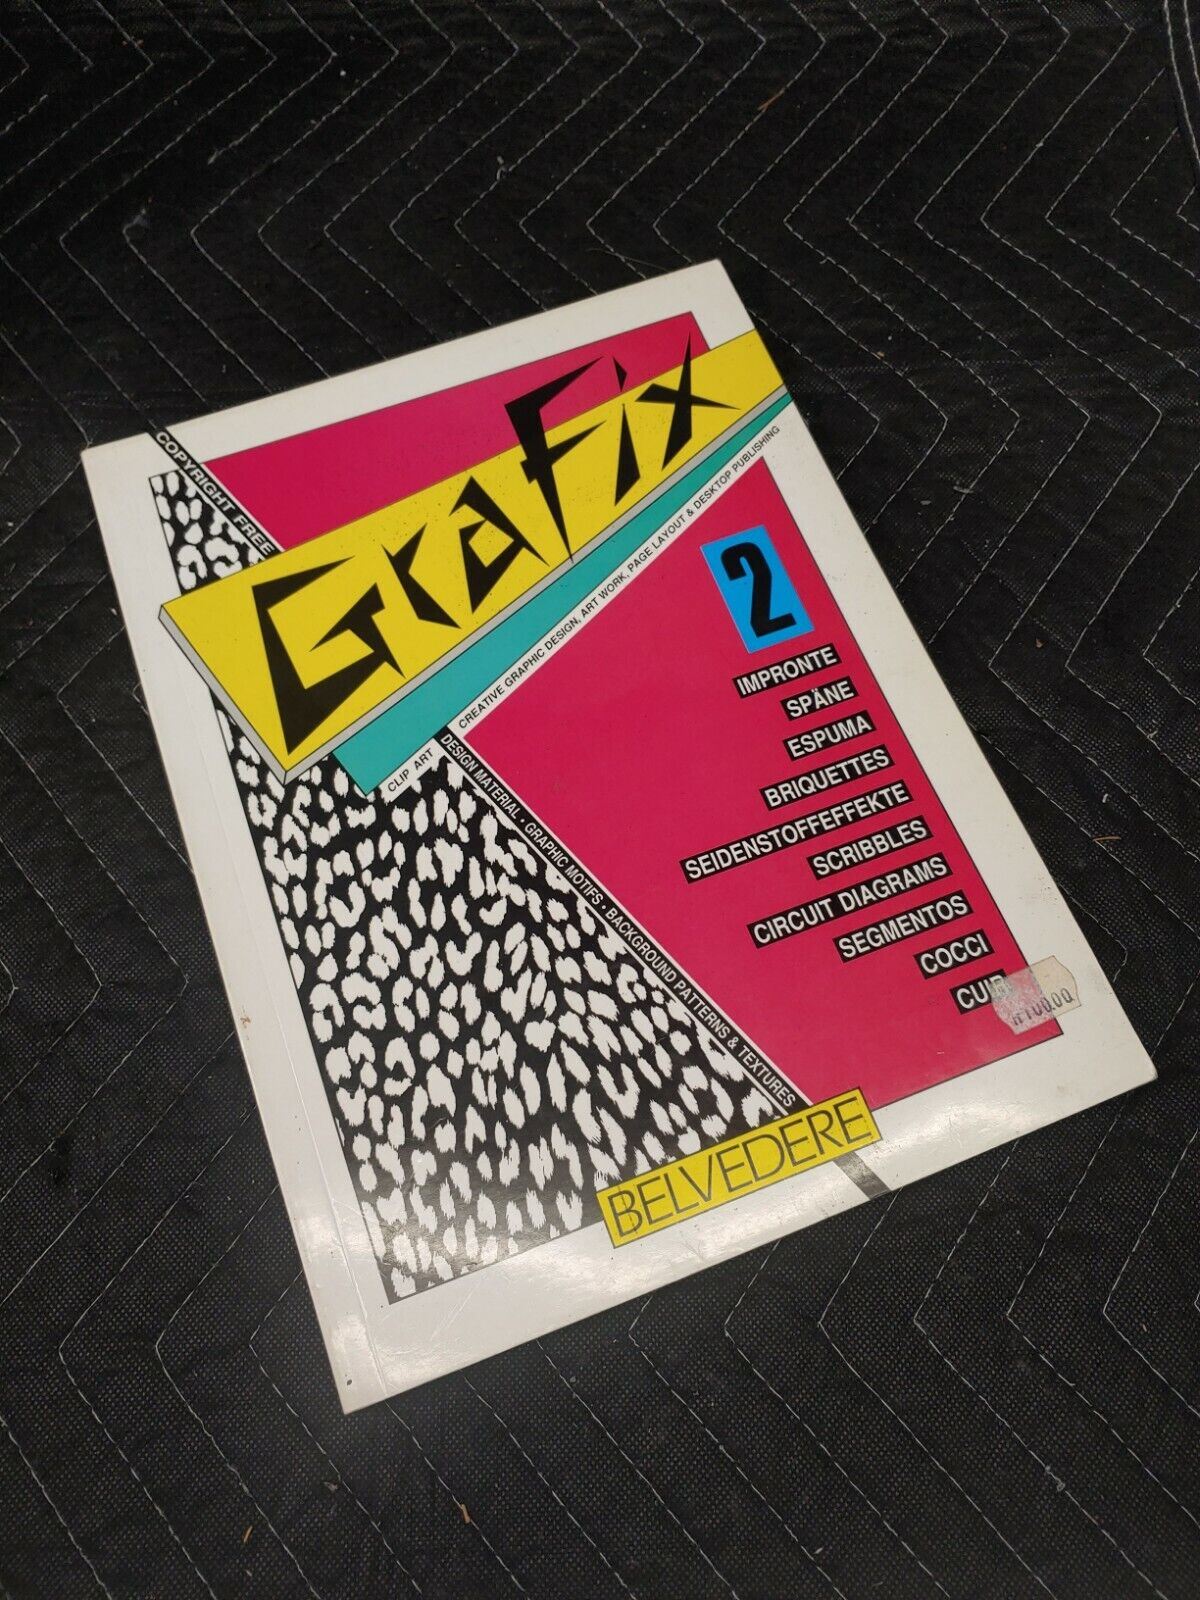 COPYRIGHT FREE
GraFix
CLIP ART CREATIVE GRAPHIC DESIGN, ART WORK, PAGE LAYOUT & DESKTOP PUBLISHING
DESIGN MATERIAL · GRAPHIC MOTIFS · BACKGROUND PATTERNS & TEXTURES
2
IMPRONTE
SPÄNE
ESPUMA
BRIQUETTES
SEIDENSTOFFEFFEKTE
SCRIBBLES
CIRCUIT DIAGRAMS
SEGMENTOS
COCCI
CUIR
BELVEDERE